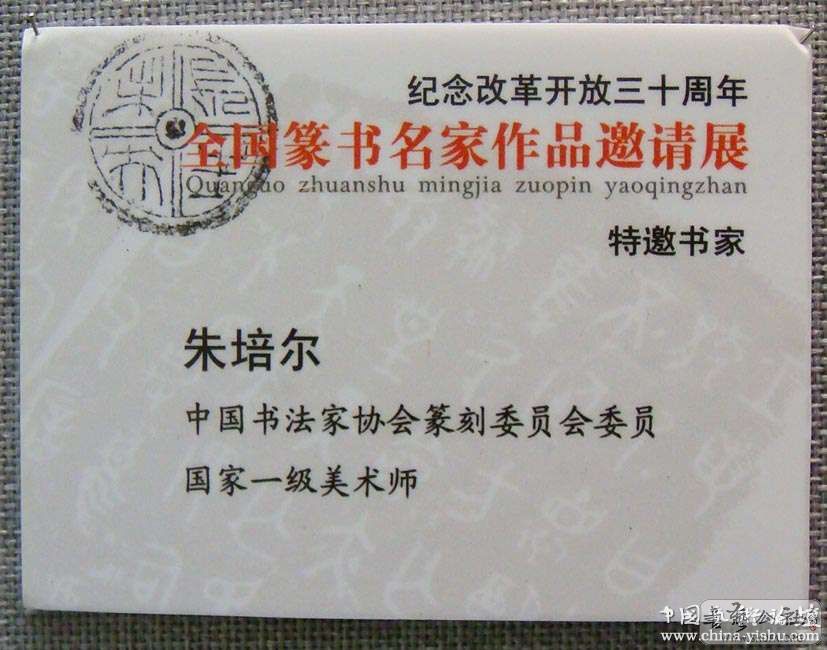 纪念改革开放三十周年
全国篆书名家作品邀请展
Quanguo zhuanshu mingjia zuopin yaoqingzhan
特邀书家
朱培尔
中国书法家协会篆刻委员会委员
国家一级美术师
www.china-yishu.com